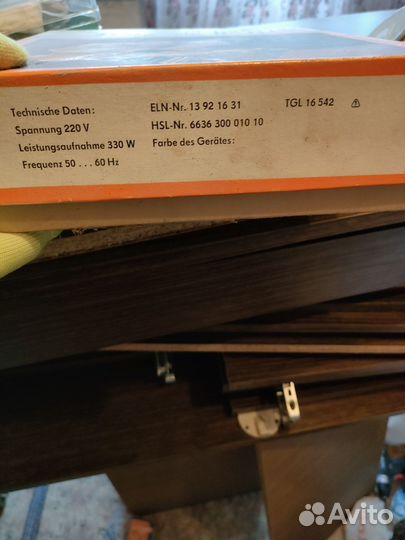 Technische Daten:
Spannung 220 V
Leistungsaufnahme 330 W
Frequenz 50 ... 60 Hz
ELN-Nr. 13 92 16 31
HSL-Nr. 6636 300 010 10
Farbe des Gerätes:
TGL 16 542
Avito